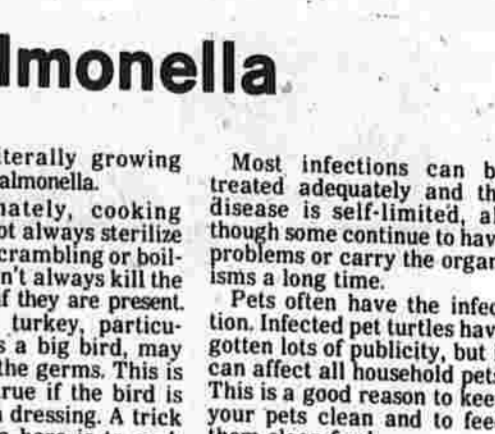 lmonella
terally growing
almonella.
nately, cooking
ot always sterilize
crambling or boil-
n't always kill the
if they are present.
turkey, particu-
s a big bird, may
the germs. This is
rue if the bird is
dressing. A trick
Most infections can b
treated adequately and th
disease is self-limited, al
though some continue to hav
problems or carry the organ
isms a long time.
Pets often have the infec
tion. Infected pet turtles hav
gotten lots of publicity, but
can affect all household pets
This is a good reason to keep
your pets clean and to fee